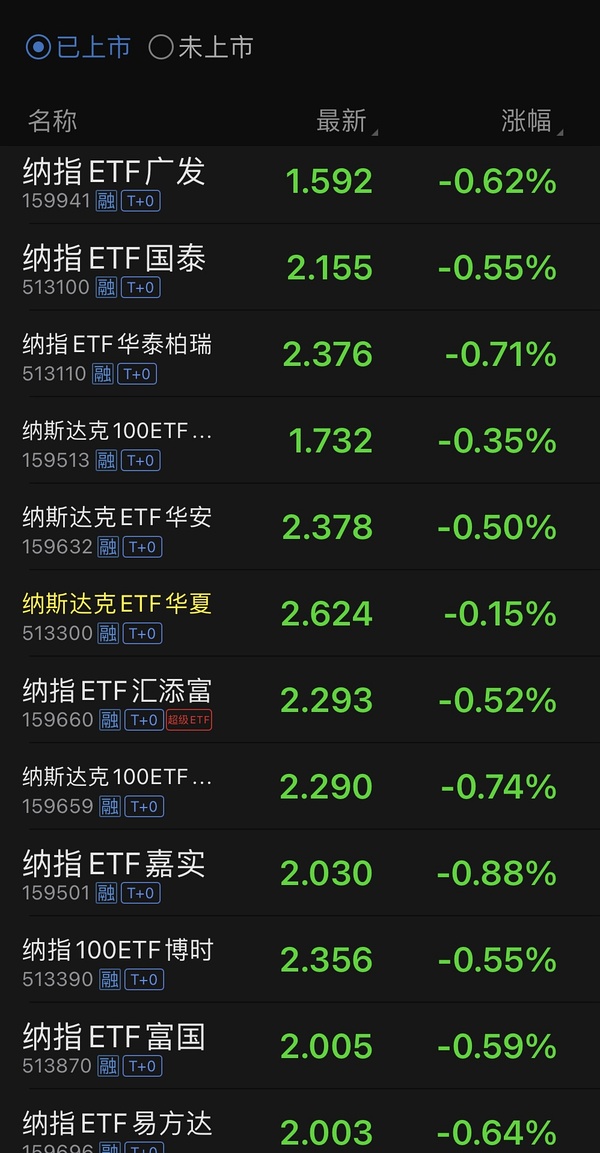 已上市 未上市
名称 最新 涨幅
纳指ETF广发 1.592 -0.62%
159941 融 T+0
纳指ETF国泰 2.155 -0.55%
513100 融 T+0
纳指ETF华泰柏瑞 2.376 -0.71%
513110 融 T+0
纳斯达克100ETF... 1.732 -0.35%
159513 融 T+0
纳斯达克ETF华安 2.378 -0.50%
159632 融 T+0
纳斯达克ETF华夏 2.624 -0.15%
513300 融 T+0
纳指ETF汇添富 2.293 -0.52%
159660 融 T+0 超级ETF
纳斯达克100ETF... 2.290 -0.74%
159659 融 T+0
纳指ETF嘉实 2.030 -0.88%
159501 融 T+0
纳指100ETF博时 2.356 -0.55%
513390 融 T+0
纳指ETF富国 2.005 -0.59%
513870 融 T+0
纳指ETF易方达 2.003 -0.64%
159696 融 T+0